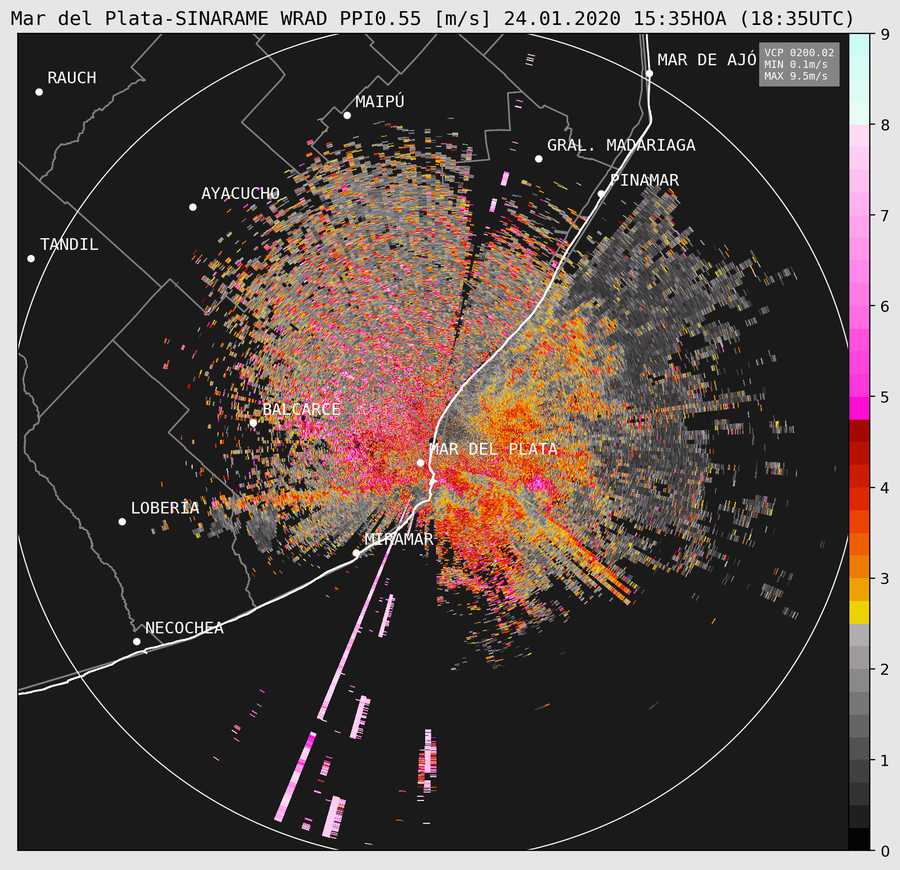 Mar del Plata-SINARAME WRAD PPI0.55 [m/s] 24.01.2020 15:35HOA (18:35UTC)
VCP 0200.02
MIN 0.1m/s
MAX 9.5m/s
MAR DE AJÓ
RAUCH
MAIPÚ
GRAL. MADARIAGA
PINAMAR
AYACUCHO
TANDIL
BALCARCE
MAR DEL PLATA
LOBERÍA
MIRAMAR
NECOCHEA
9
8
7
6
5
4
3
2
1
0